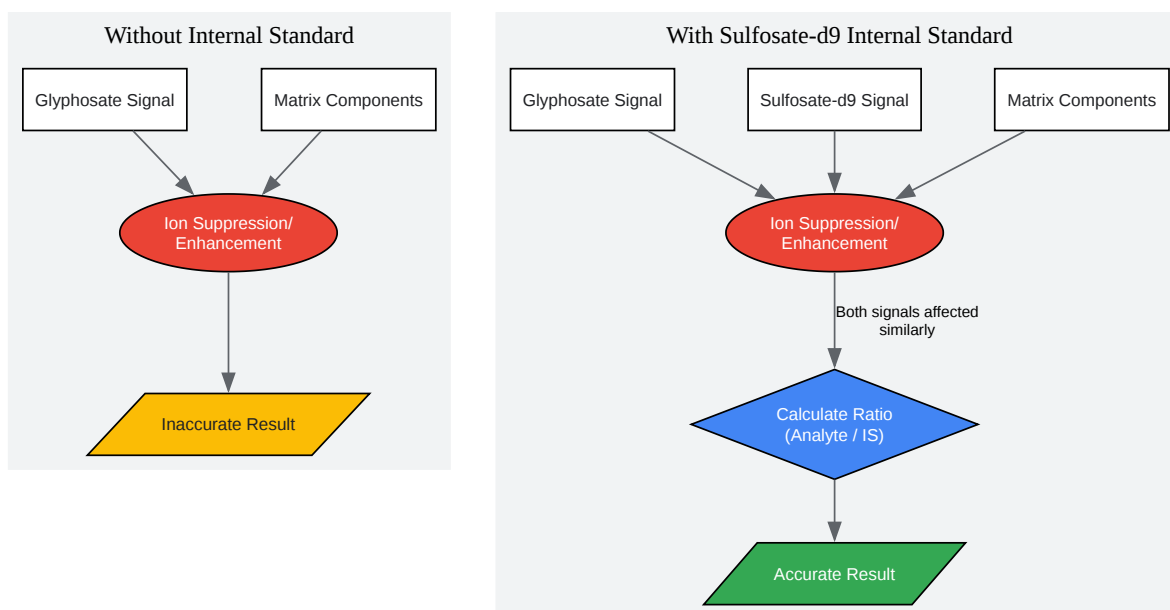 Without Internal Standard
Glyphosate Signal
Matrix Components
Ion Suppression/
Enhancement
Inaccurate Result
With Sulfosate-d9 Internal Standard
Glyphosate Signal
Sulfosate-d9 Signal
Matrix Components
Ion Suppression/
Enhancement
Both signals affected
similarly
Calculate Ratio
(Analyte / IS)
Accurate Result